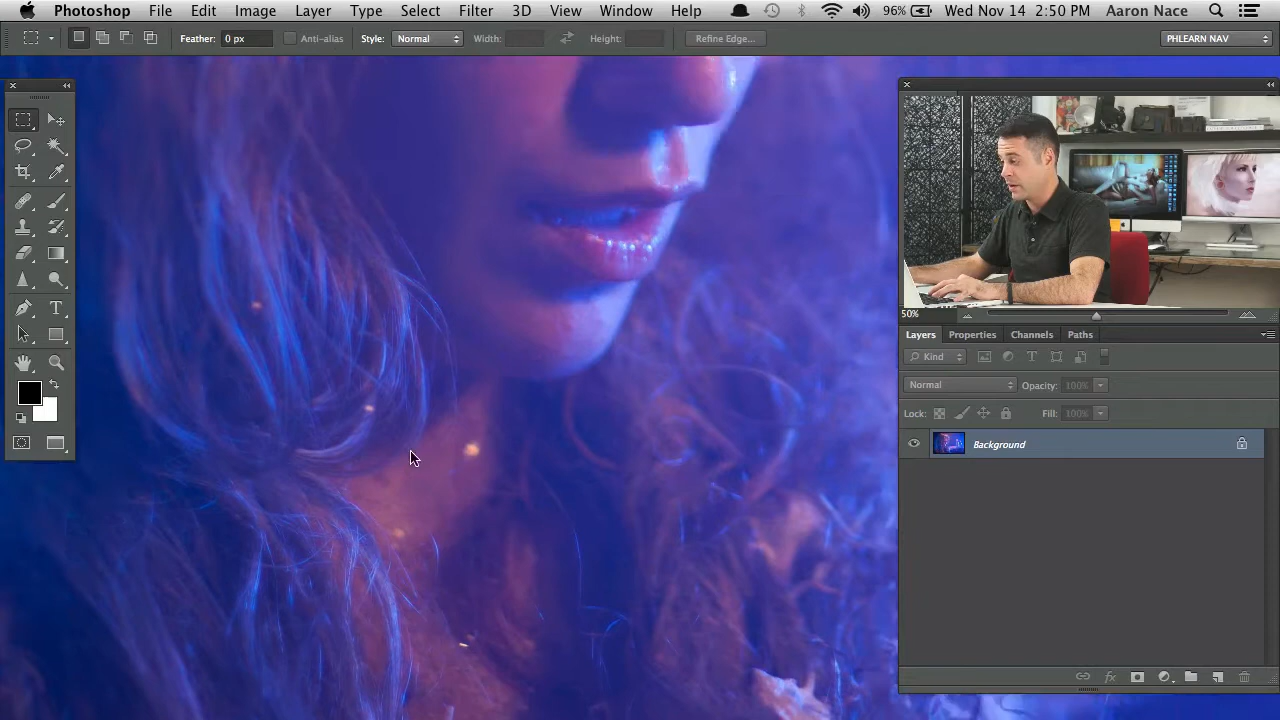 Photoshop File Edit Image Layer Type Select Filter 3D View Window Help 96% Wed Nov 14 2:50 PM Aaron Nace
Feather: 0 px Anti-alias Style: Normal Width: Height: Refine Edge... PHLEARN NAV
50%
Layers Properties Channels Paths
Kind
Normal Opacity: 100%
Lock: Fill: 100%
Background